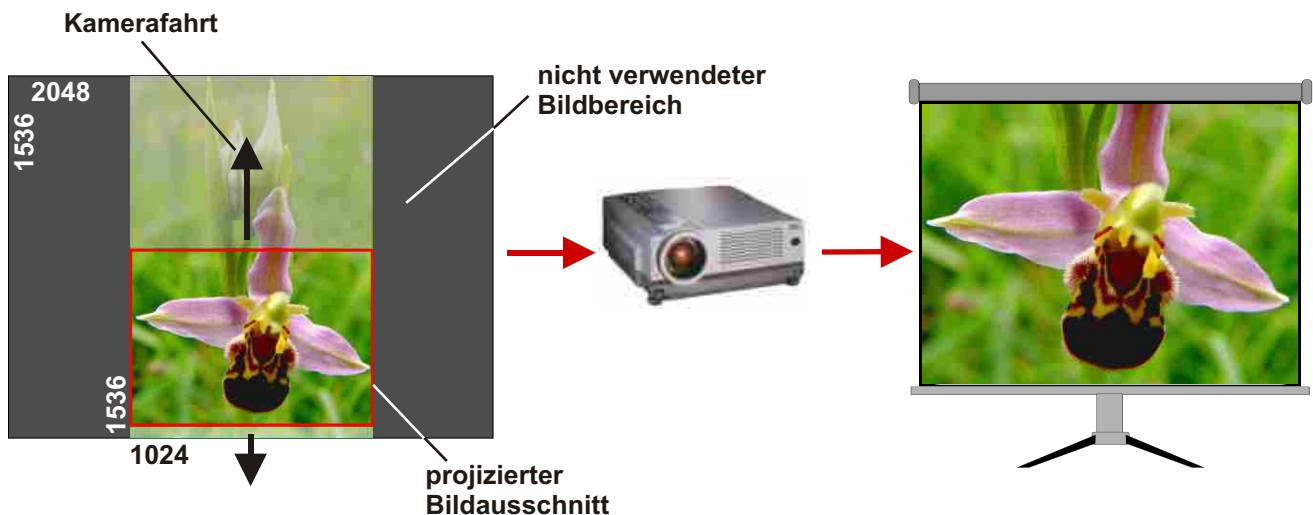 Kamerafahrt
nicht verwendeter
Bildbereich
2048
1536
1536
1024
projizierter
Bildausschnitt